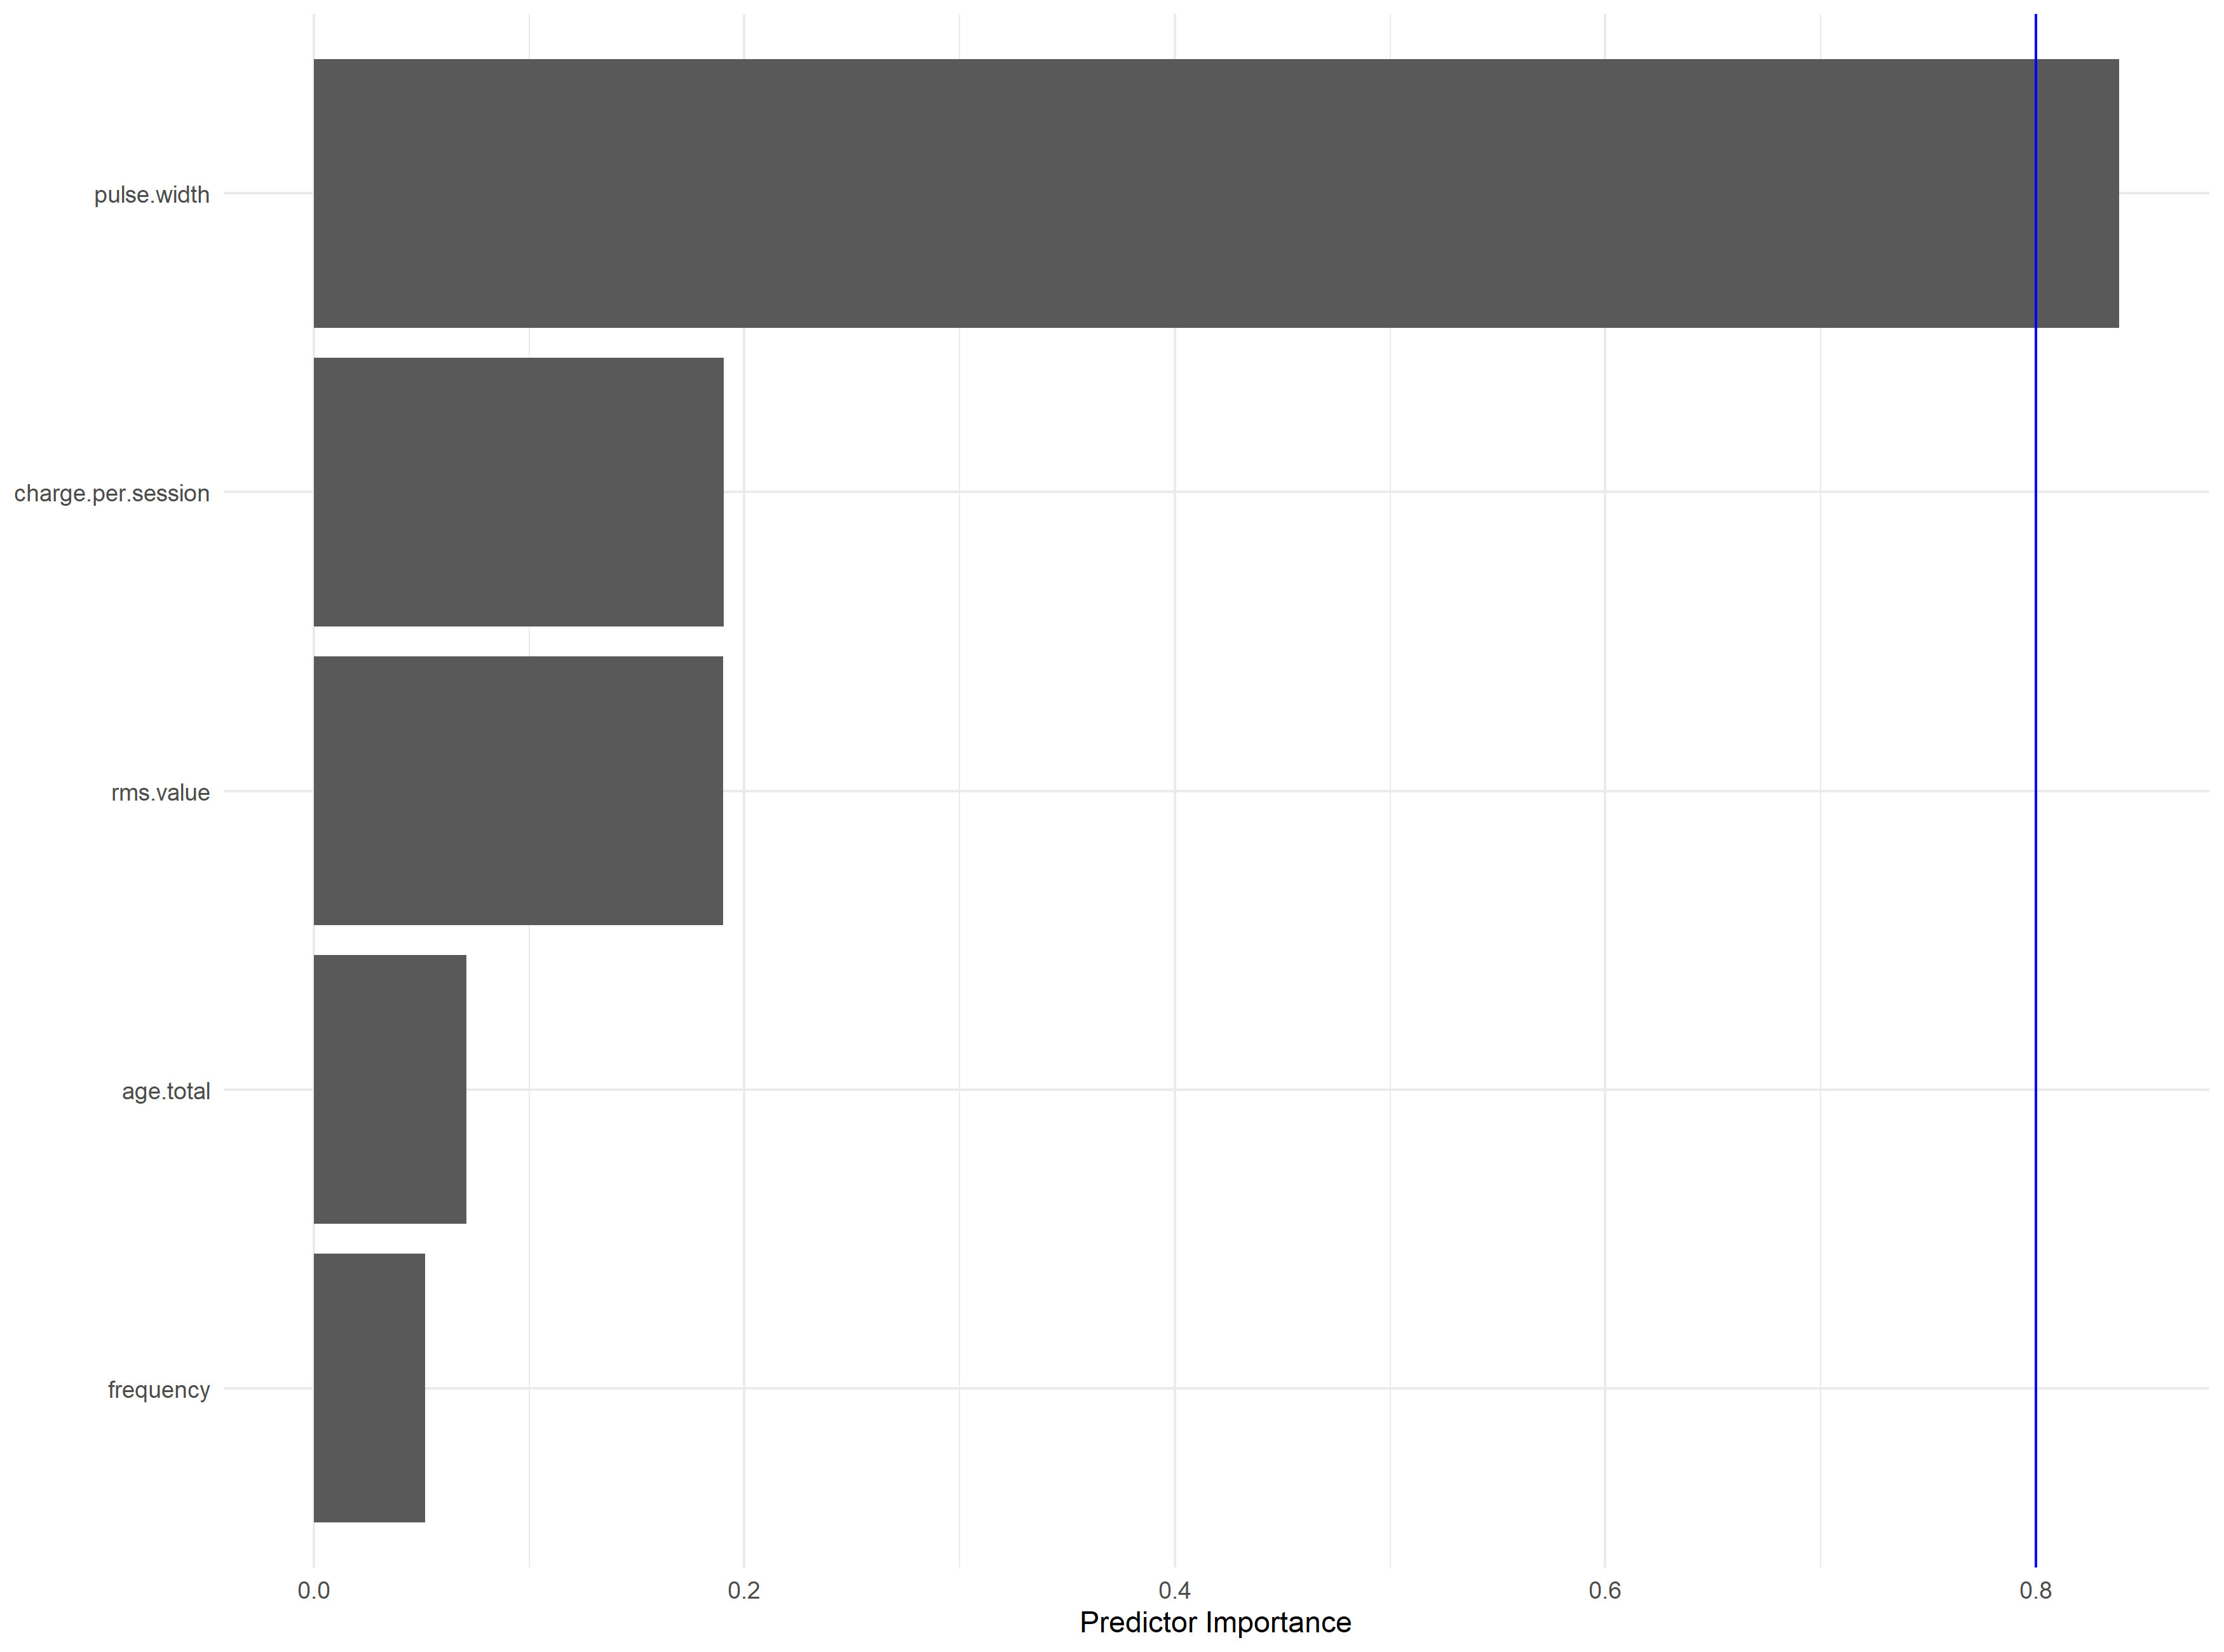 pulse.width
charge.per.session
rms.value
age.total
frequency
0.0 0.2 0.4 0.6 0.8
Predictor Importance